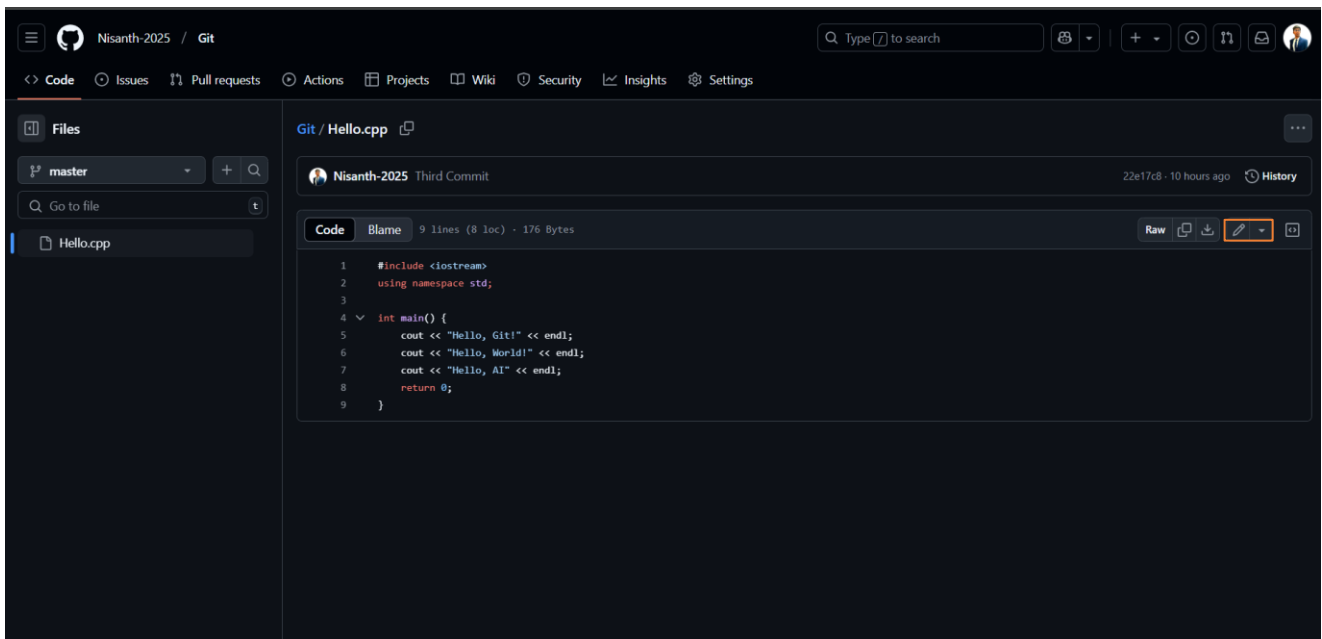 Nisanth-2025 / Git
Type / to search
Code Issues Pull requests Actions Projects Wiki Security Insights Settings
Files
master
Go to file t
Hello.cpp
Git / Hello.cpp
Nisanth-2025 Third Commit 22e17c8 · 10 hours ago History
Code Blame 9 lines (8 loc) · 176 Bytes Raw
1 #include <iostream>
2 using namespace std;
3
4 int main() {
5 cout << "Hello, Git!" << endl;
6 cout << "Hello, World!" << endl;
7 cout << "Hello, AI" << endl;
8 return 0;
9 }